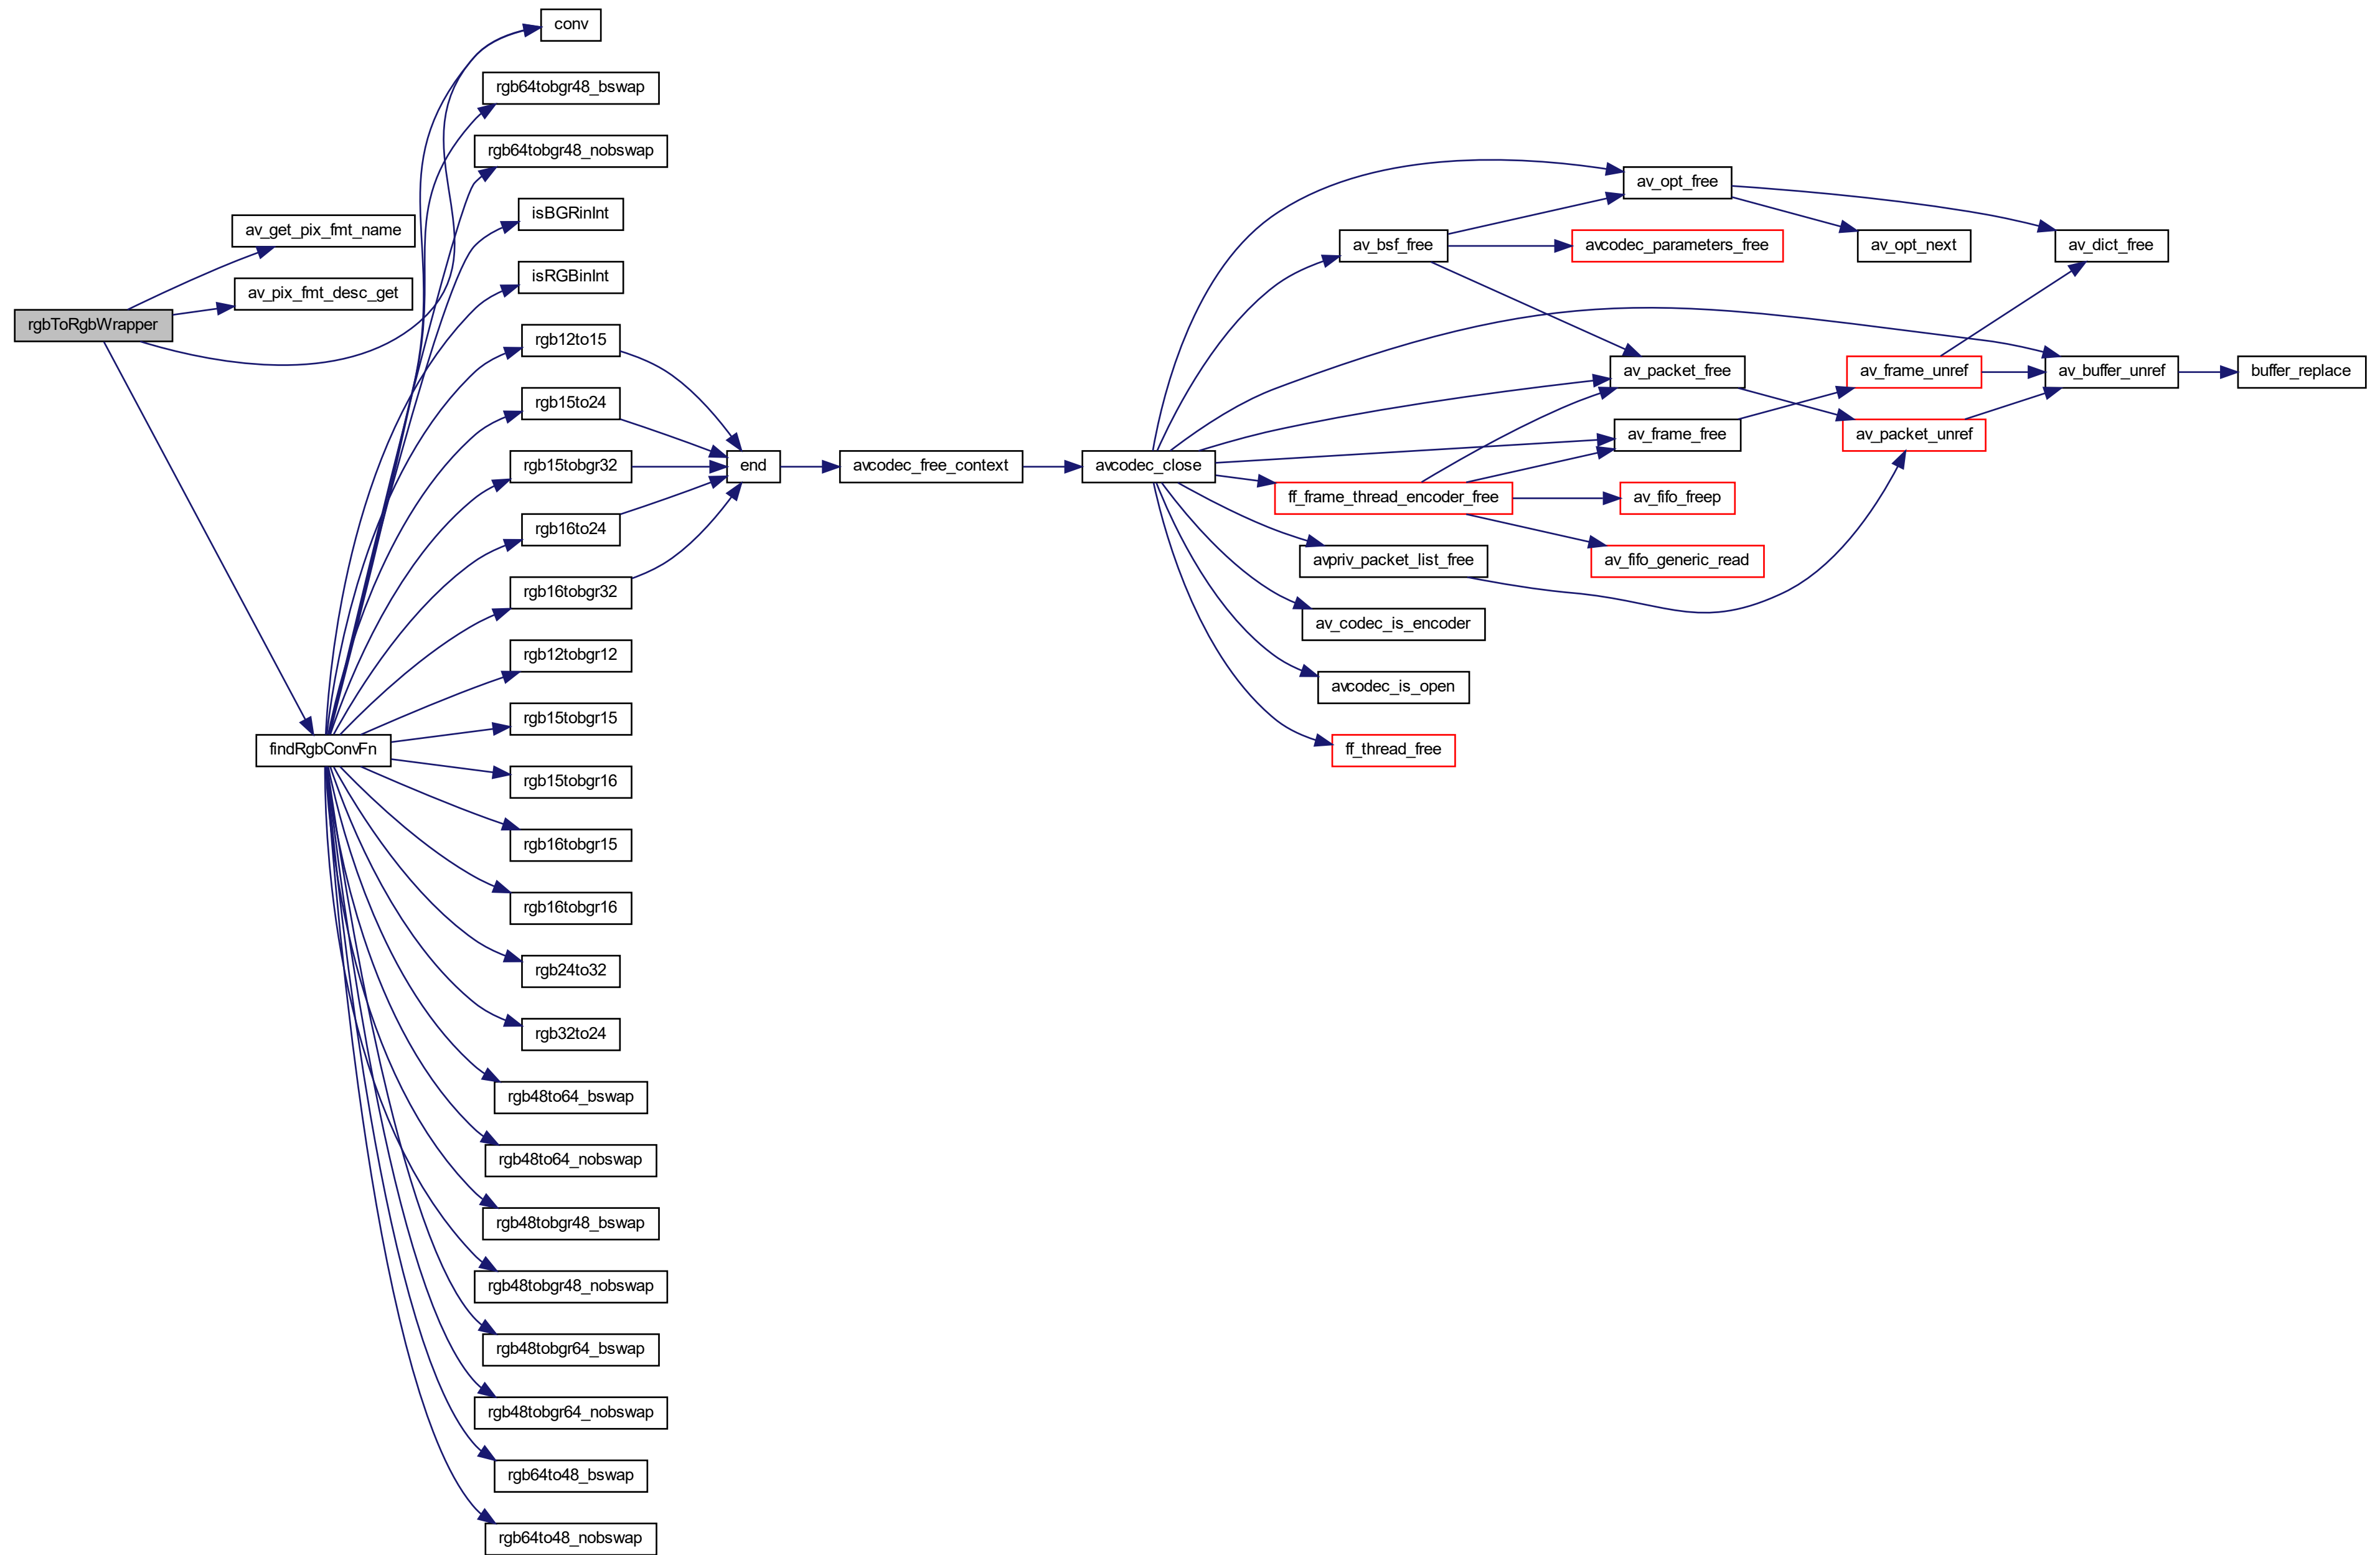 rgbToRgbWrapper
av_get_pix_fmt_name
av_pix_fmt_desc_get
findRgbConvFn
conv
rgb64tobgr48_bswap
rgb64tobgr48_nobswap
isBGRinInt
isRGBinInt
rgb12to15
rgb15to24
rgb15tobgr32
rgb16to24
rgb16tobgr32
rgb12tobgr12
rgb15tobgr15
rgb15tobgr16
rgb16tobgr15
rgb16tobgr16
rgb24to32
rgb32to24
rgb48to64_bswap
rgb48to64_nobswap
rgb48tobgr48_bswap
rgb48tobgr48_nobswap
rgb48tobgr64_bswap
rgb48tobgr64_nobswap
rgb64to48_bswap
rgb64to48_nobswap
end
avcodec_free_context
avcodec_close
av_bsf_free
ff_frame_thread_encoder_free
avpriv_packet_list_free
av_codec_is_encoder
avcodec_is_open
ff_thread_free
av_opt_free
avcodec_parameters_free
av_packet_free
av_frame_free
av_fifo_freep
av_fifo_generic_read
av_opt_next
av_frame_unref
av_packet_unref
av_dict_free
av_buffer_unref
buffer_replace